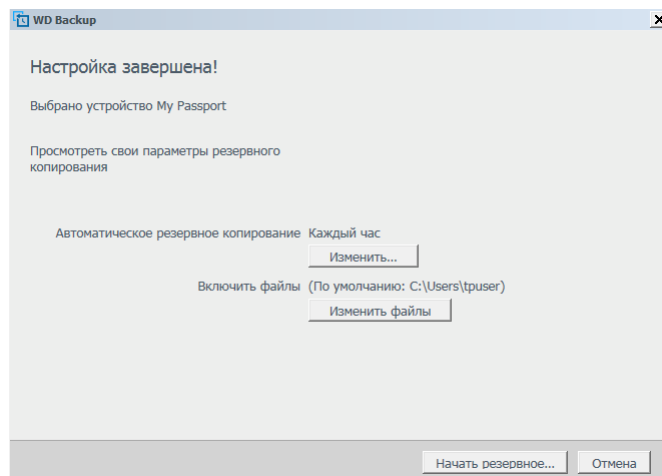 WD Backup
Настройка завершена!
Выбрано устройство My Passport
Просмотреть свои параметры резервного
копирования
Автоматическое резервное копирование Каждый час
Изменить...
Включить файлы (По умолчанию: C:\Users\tpuser)
Изменить файлы
Начать резервное... Отмена